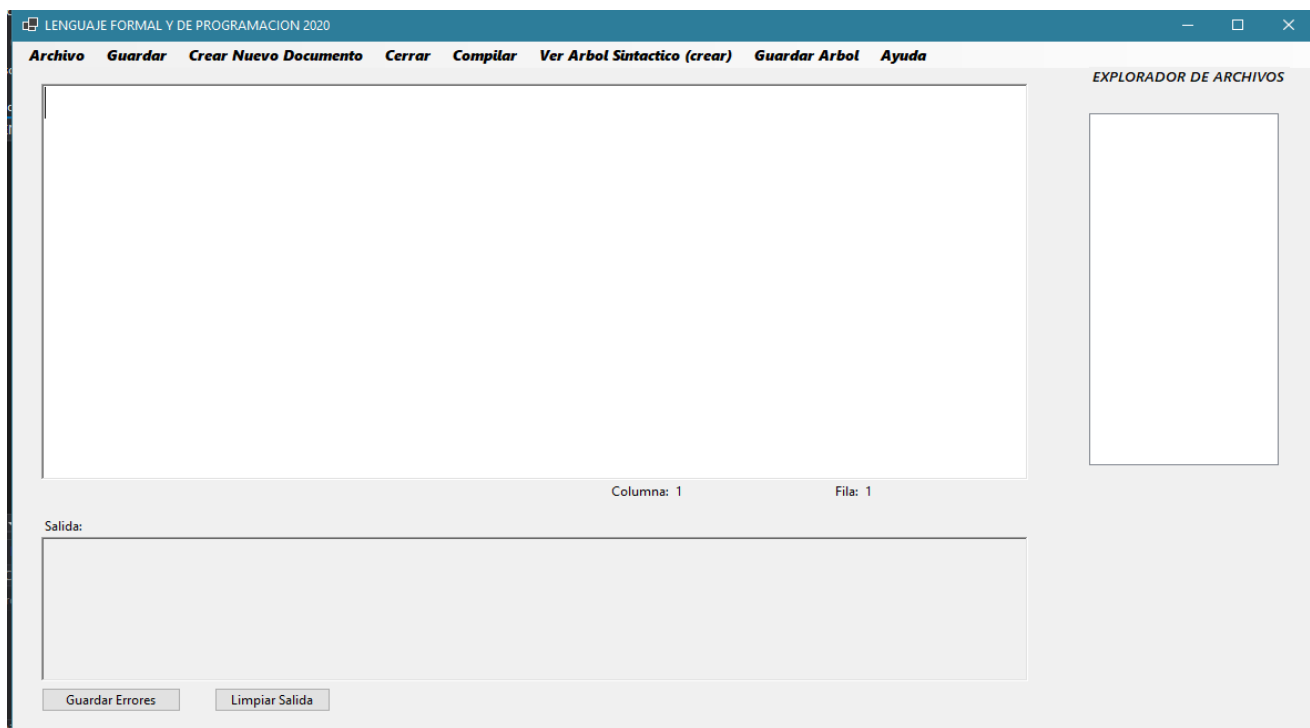 LENGUAJE FORMAL Y DE PROGRAMACION 2020
Archivo Guardar Crear Nuevo Documento Cerrar Compilar Ver Arbol Sintactico (crear) Guardar Arbol Ayuda
EXPLORADOR DE ARCHIVOS
Columna: 1 Fila: 1
Salida:
Guardar Errores Limpiar Salida